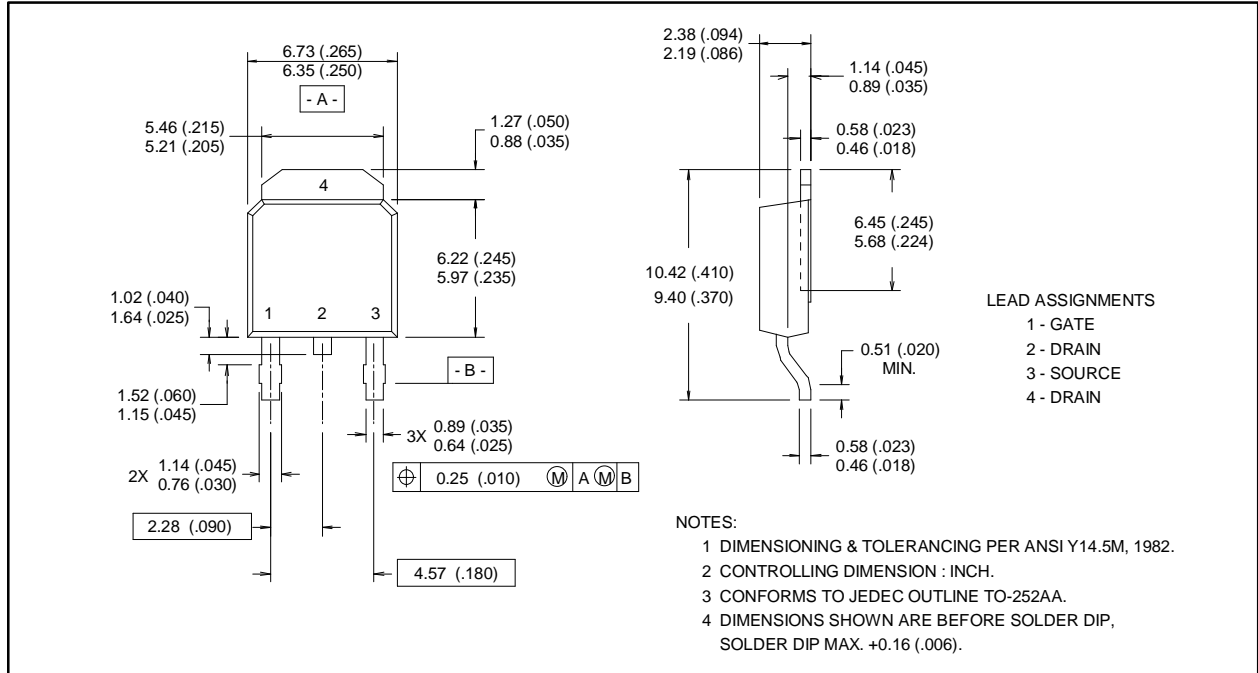 6.73 (.265)
6.35 (.250)
- A -
5.46 (.215)
5.21 (.205)
1.27 (.050)
0.88 (.035)
4
6.22 (.245)
5.97 (.235)
1.02 (.040)
1.64 (.025)
1 2 3
1.52 (.060)
1.15 (.045)
- B -
3X 0.89 (.035)
0.64 (.025)
2X 1.14 (.045)
0.76 (.030)
⌖ 0.25 (.010) Ⓜ A Ⓜ B
2.28 (.090)
4.57 (.180)
2.38 (.094)
2.19 (.086)
1.14 (.045)
0.89 (.035)
0.58 (.023)
0.46 (.018)
6.45 (.245)
5.68 (.224)
10.42 (.410)
9.40 (.370)
0.51 (.020)
MIN.
0.58 (.023)
0.46 (.018)
LEAD ASSIGNMENTS
1 - GATE
2 - DRAIN
3 - SOURCE
4 - DRAIN
NOTES:
1 DIMENSIONING & TOLERANCING PER ANSI Y14.5M, 1982.
2 CONTROLLING DIMENSION : INCH.
3 CONFORMS TO JEDEC OUTLINE TO-252AA.
4 DIMENSIONS SHOWN ARE BEFORE SOLDER DIP,
SOLDER DIP MAX. +0.16 (.006).